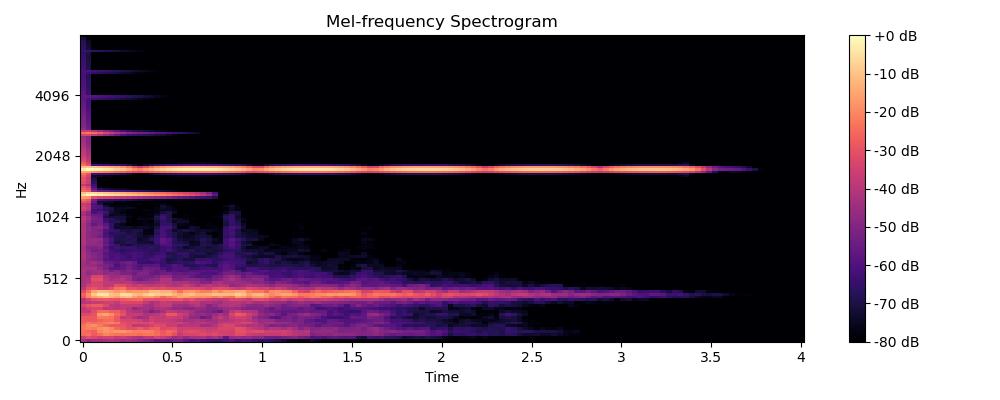 Mel-frequency Spectrogram
Hz
4096
2048
1024
512
0
0
0.5
1
1.5
2
2.5
3
3.5
4
Time
+0 dB
-10 dB
-20 dB
-30 dB
-40 dB
-50 dB
-60 dB
-70 dB
-80 dB